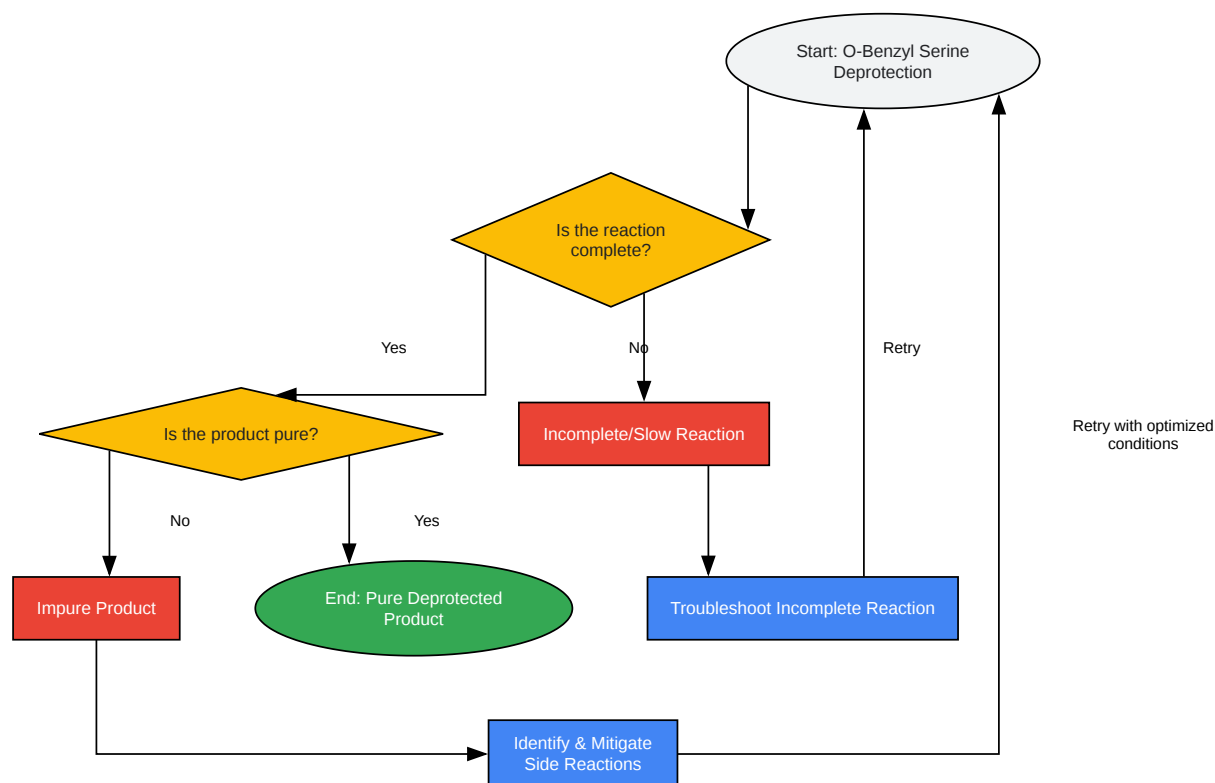 Start: O-Benzyl Serine
Deprotection
Is the reaction
complete?
Yes
No
Retry
Retry with optimized
conditions
Is the product pure?
Incomplete/Slow Reaction
No
Yes
Impure Product
End: Pure Deprotected
Product
Troubleshoot Incomplete Reaction
Identify & Mitigate
Side Reactions